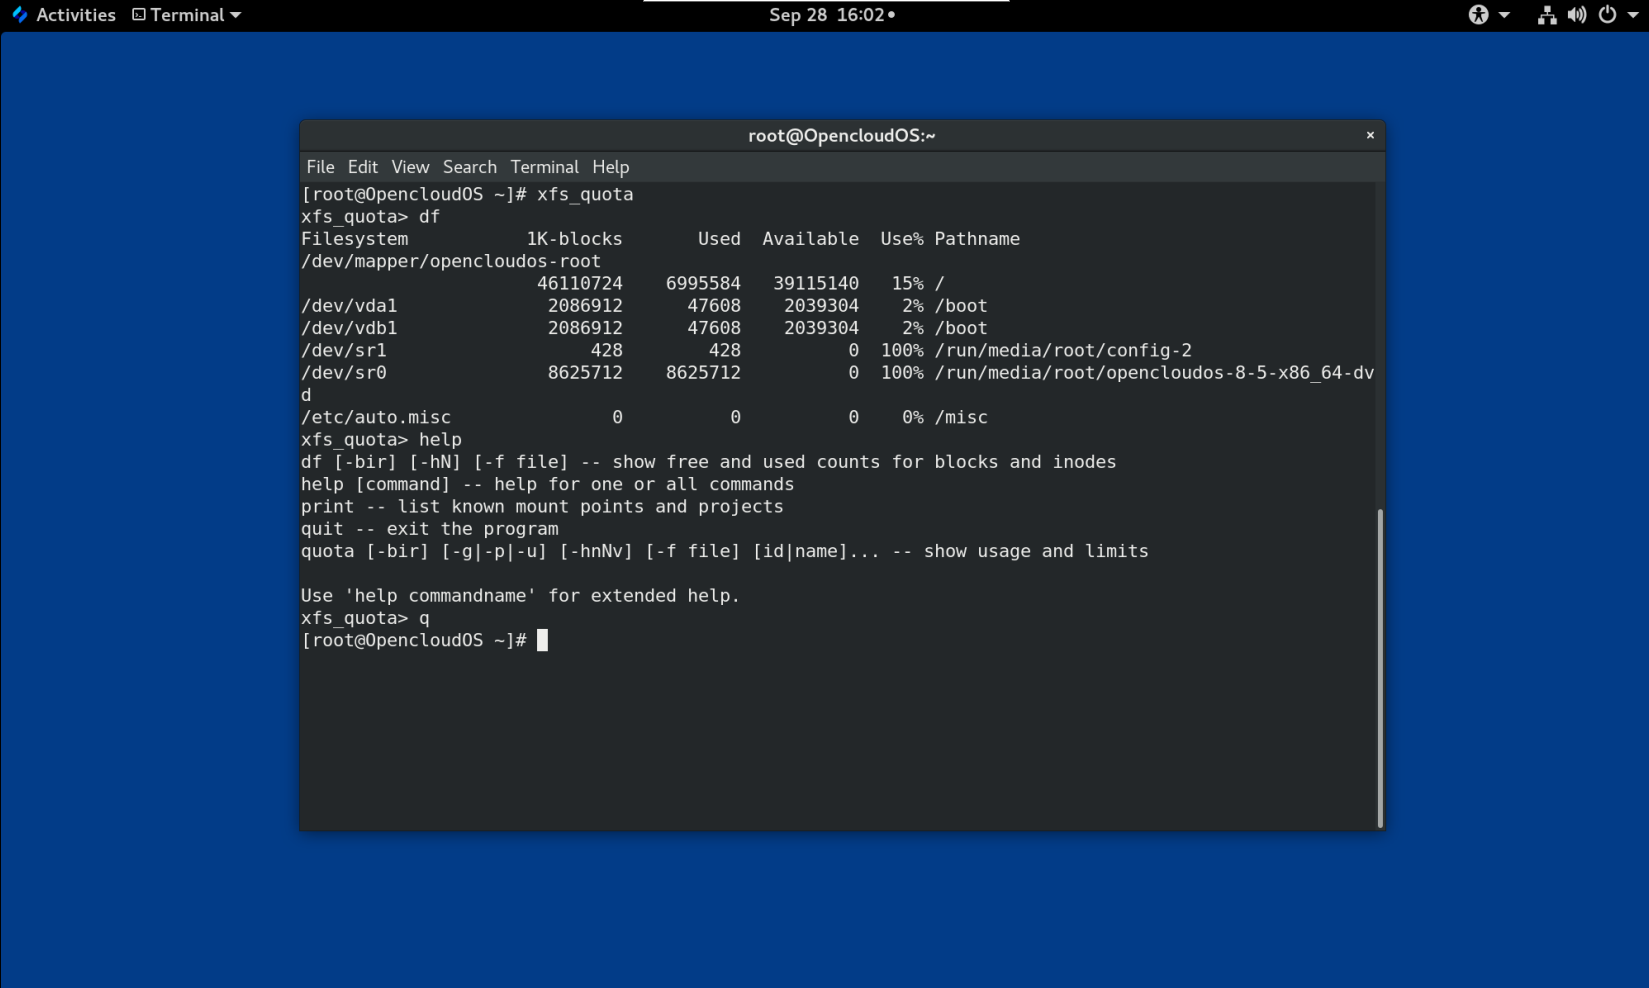 Activities Terminal Sep 28 16:02
root@OpencloudOS:~ ×
File Edit View Search Terminal Help
[root@OpencloudOS ~]# xfs_quota
xfs_quota> df
Filesystem           1K-blocks       Used  Available  Use% Pathname
/dev/mapper/opencloudos-root
                      46110724    6995584   39115140   15% /
/dev/vda1              2086912      47608    2039304    2% /boot
/dev/vdb1              2086912      47608    2039304    2% /boot
/dev/sr1                   428        428          0  100% /run/media/root/config-2
/dev/sr0               8625712    8625712          0  100% /run/media/root/opencloudos-8-5-x86_64-dv
d
/etc/auto.misc               0          0          0    0% /misc
xfs_quota> help
df [-bir] [-hN] [-f file] -- show free and used counts for blocks and inodes
help [command] -- help for one or all commands
print -- list known mount points and projects
quit -- exit the program
quota [-bir] [-g|-p|-u] [-hnNv] [-f file] [id|name]... -- show usage and limits

Use 'help commandname' for extended help.
xfs_quota> q
[root@OpencloudOS ~]#